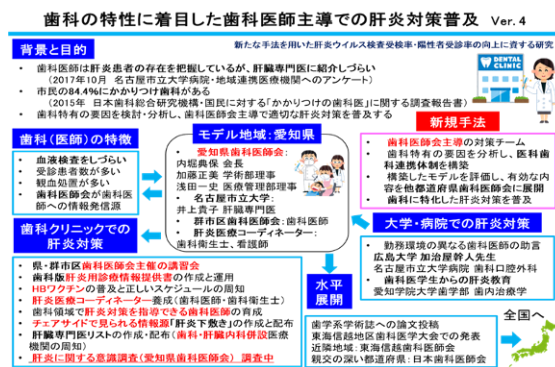 歯科の特性に着目した歯科医師主導での肝炎対策普及 Ver. 4
新たな手法を用いた肝炎ウイルス検査受検率・陽性者受診率の向上に資する研究
背景と目的
・ 歯科医師は肝炎患者の存在を把握しているが、肝臓専門医に紹介しづらい
（2017年10月 名古屋市立大学病院・地域連携医療機関へのアンケート）
・ 市民の84.4%にかかりつけ歯科がある
（2015年 日本歯科総合研究機構・国民に対する「かかりつけの歯科医」に関する調査報告書）
・ 歯科特有の要因を検討・分析し、歯科医師会主導で適切な肝炎対策を普及する
DENTAL
CLINIC
歯科（医師）の特徴
・ 血液検査をしづらい
・ 受診患者数が多い
・ 観血処置が多い
・ 歯科医師会が歯科医
師への情報発信源
モデル地域：愛知県
・ 愛知県歯科医師会：
内堀典保 会長
加藤正美 学術部理事
浅田一史 医療管理部理事
・ 名古屋市立大学：
井上貴子 肝臓専門医
・ 群市区歯科医師会：歯科医師
・ 肝炎医療コーディネーター：
歯科衛生士、看護師
新規手法
・ 歯科医師会主導の対策チーム
・ 歯科特有の要因を分析し、医科歯
科連携体制を構築
・ 構築したモデルを評価し、有効な内
容を他都道府県歯科医師会に展開
・ 歯科に特化した肝炎対策を普及
大学・病院での肝炎対策
・ 勤務環境の異なる歯科医師の助言
広島大学 加治屋幹人先生
名古屋市立大学病院 歯科口腔外科
・ 歯科医学生からの肝炎教育
愛知学院大学歯学部 歯内治療学
歯科クリニックでの
肝炎対策
・ 県・群市区歯科医師会主催の講習会
・ 歯科版肝炎用診療情報提供書の作成と運用
・ HBワクチンの普及と正しいスケジュールの周知
・ 肝炎医療コーディネーター養成（歯科医師・歯科衛生士）
・ 歯科領域で肝炎対策を指導できる歯科医師の育成
・ チェアサイドで見られる情報源「肝炎下敷き」の作成と配布
・ 肝臓専門医リストの作成・配布（歯科・肝臓内科併設医療
機関の周知）
・ 肝炎に関する意識調査（愛知県歯科医師会） 調査中
水平
展開
全国へ
歯学系学術誌への論文投稿
東海信越地区歯科医学大会での発表
近隣地域：東海信越歯科医師会
親交の深い都道府県：日本歯科医師会